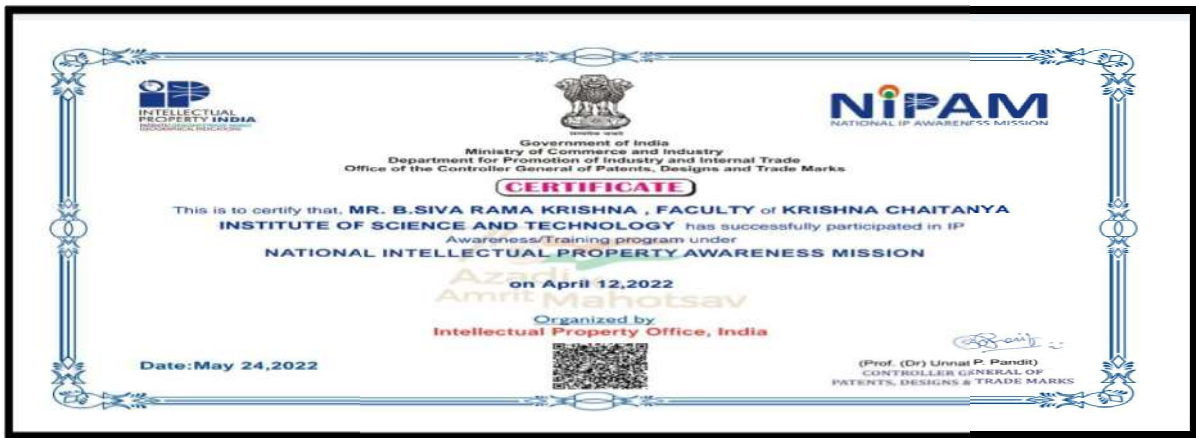 INTELLECTUAL
PROPERTY INDIA
NiPAM
NATIONAL IP AWARENESS MISSION
सत्यमेव जयते
Government of India
Ministry of Commerce and Industry
Department for Promotion of Industry and Internal Trade
Office of the Controller General of Patents, Designs and Trade Marks
CERTIFICATE
This is to certify that, MR. B.SIVA RAMA KRISHNA , FACULTY of KRISHNA CHAITANYA
INSTITUTE OF SCIENCE AND TECHNOLOGY has successfully participated in IP
Awareness/Training program under
NATIONAL INTELLECTUAL PROPERTY AWARENESS MISSION
Azadi
Amrit Mahotsav
on April 12,2022
Organized by
Intellectual Property Office, India
Date:May 24,2022
(Prof. (Dr) Unnat P. Pandit)
CONTROLLER GENERAL OF
PATENTS, DESIGNS & TRADE MARKS